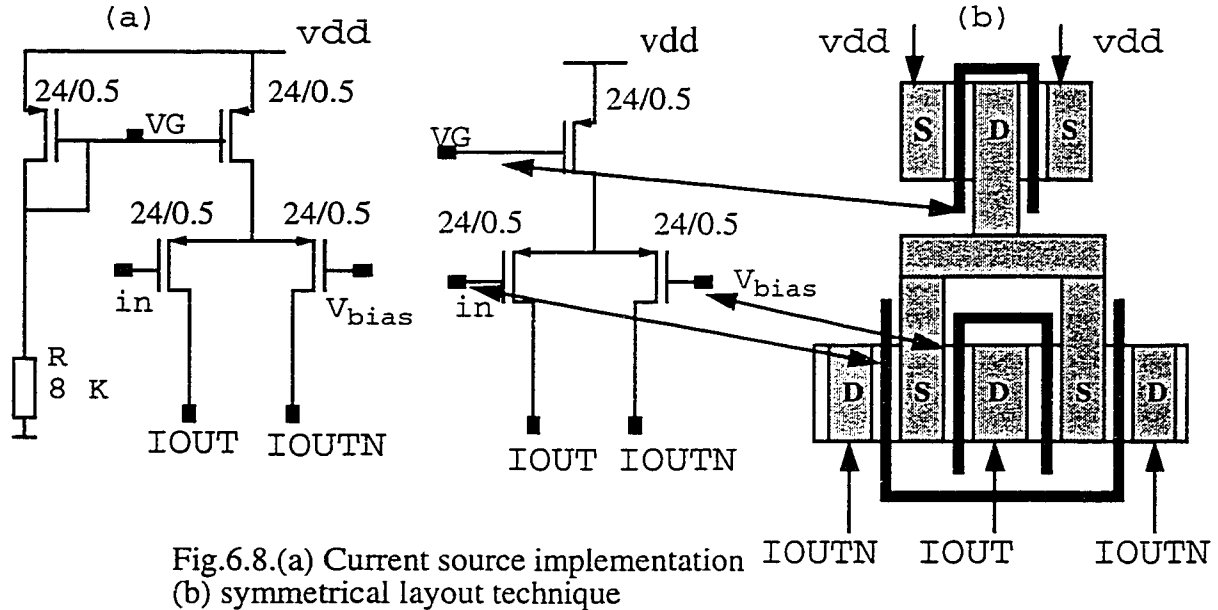 (a)
(b)
vdd
vdd
vdd
vdd
24/0.5
24/0.5
24/0.5
VG
VG
S
D
S
24/0.5
24/0.5
24/0.5
24/0.5
in
Vbias
in
Vbias
R
8 K
D
S
D
S
D
IOUT
IOUTN
IOUT
IOUTN
IOUTN
IOUT
IOUTN
Fig.6.8.(a) Current source implementation
(b) symmetrical layout technique